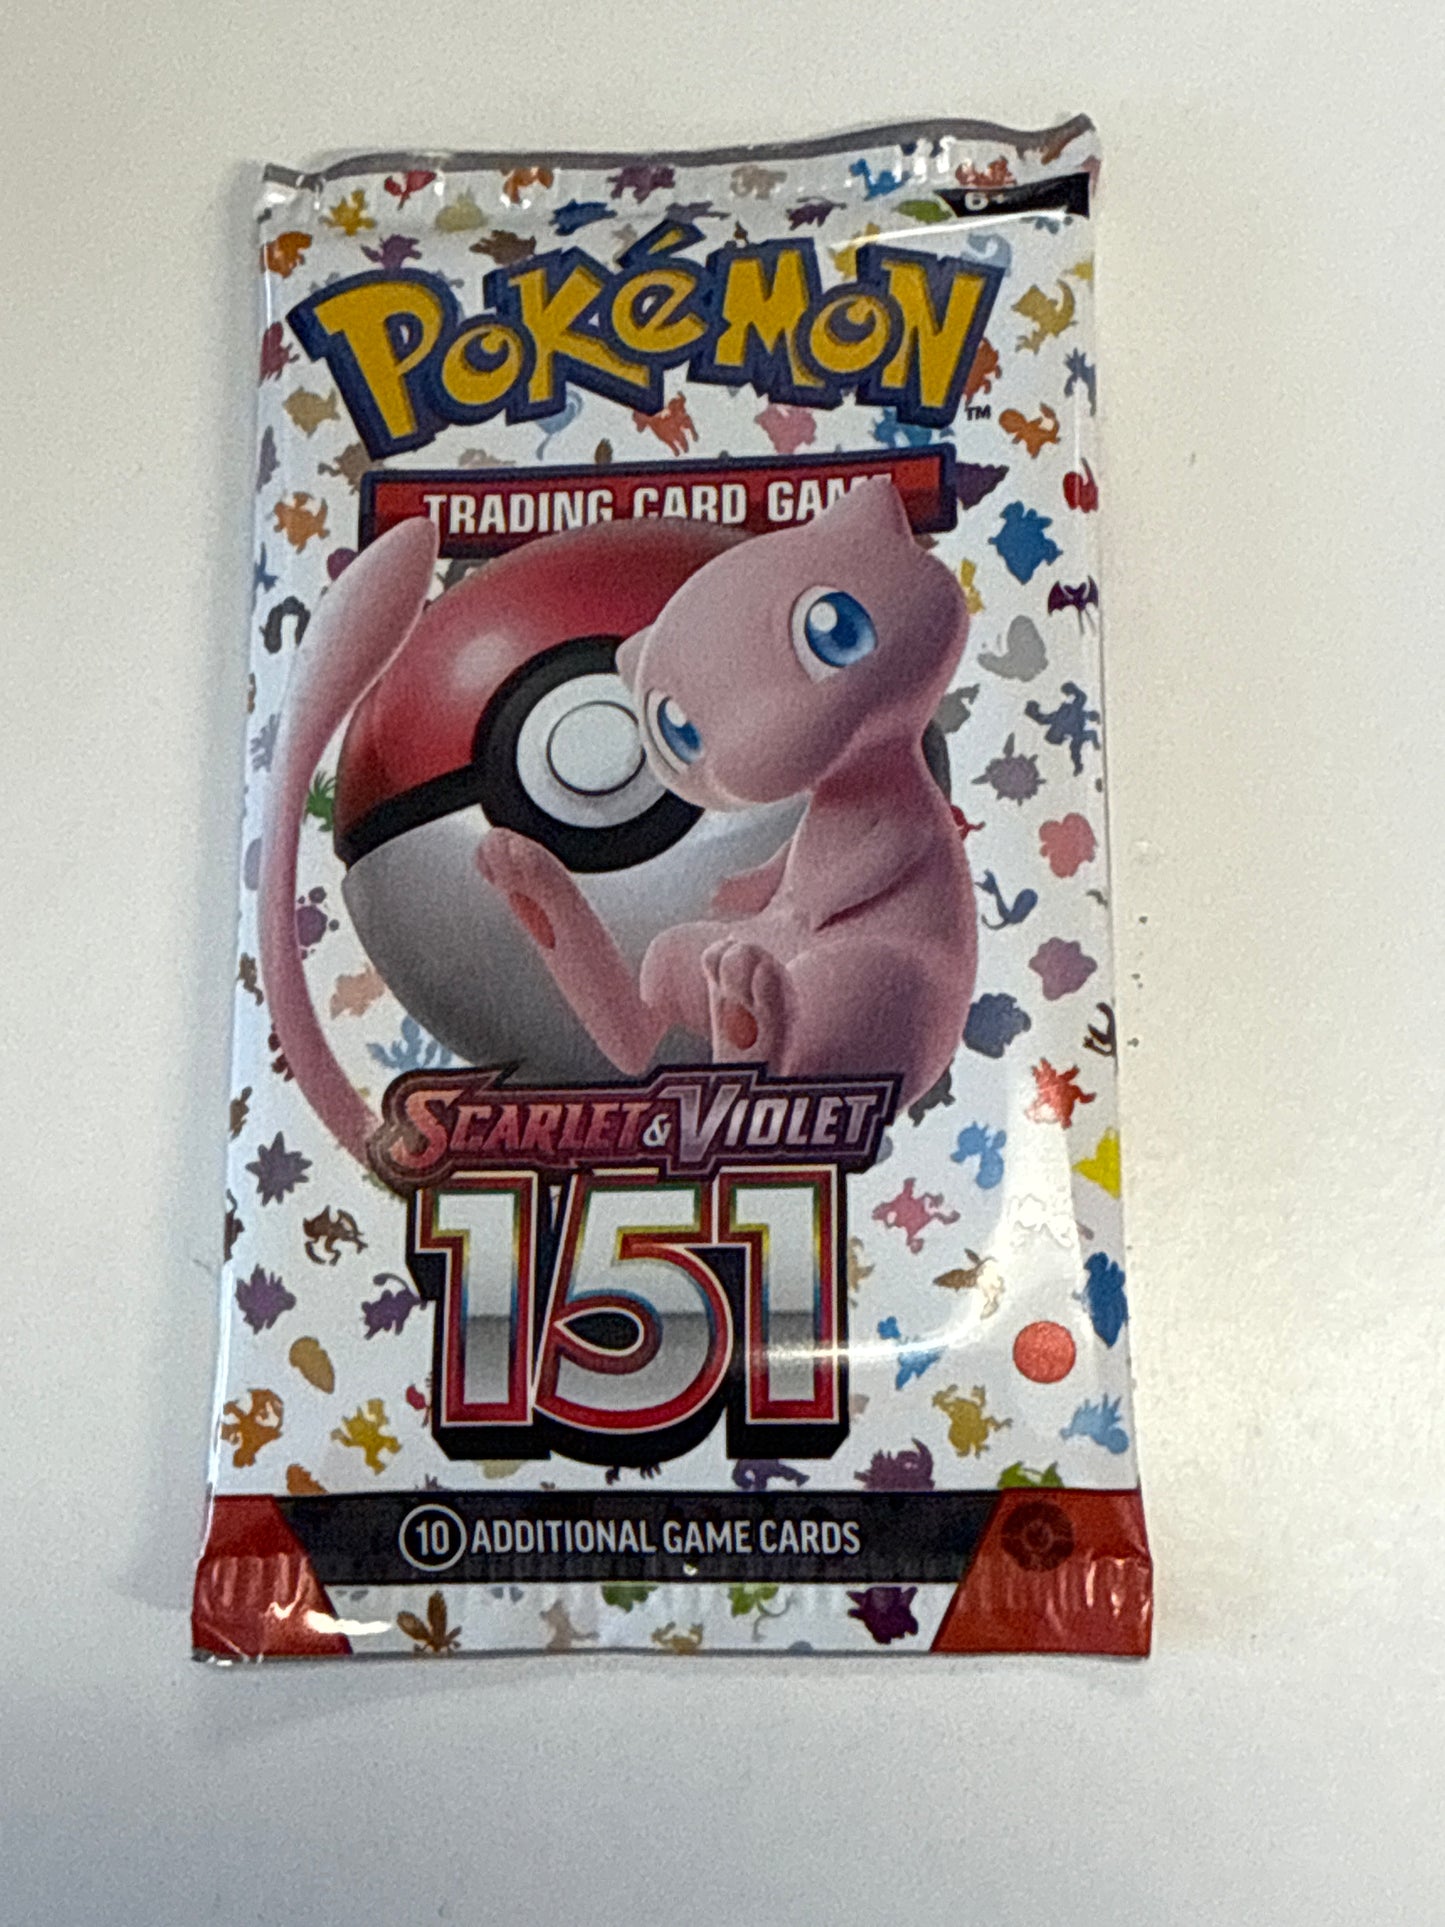 6+
POKéMON
TM
TRADING CARD GAME
SCARLET & VIOLET
151
10 ADDITIONAL GAME CARDS